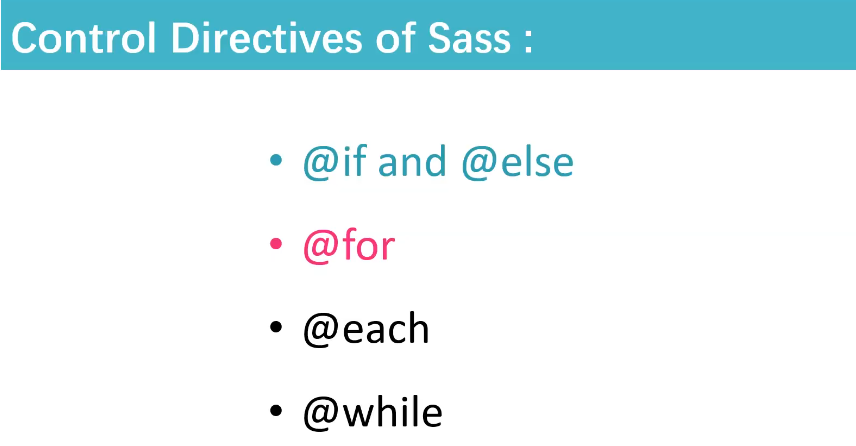 Control Directives of Sass :
• @if and @else
• @for
• @each
• @while